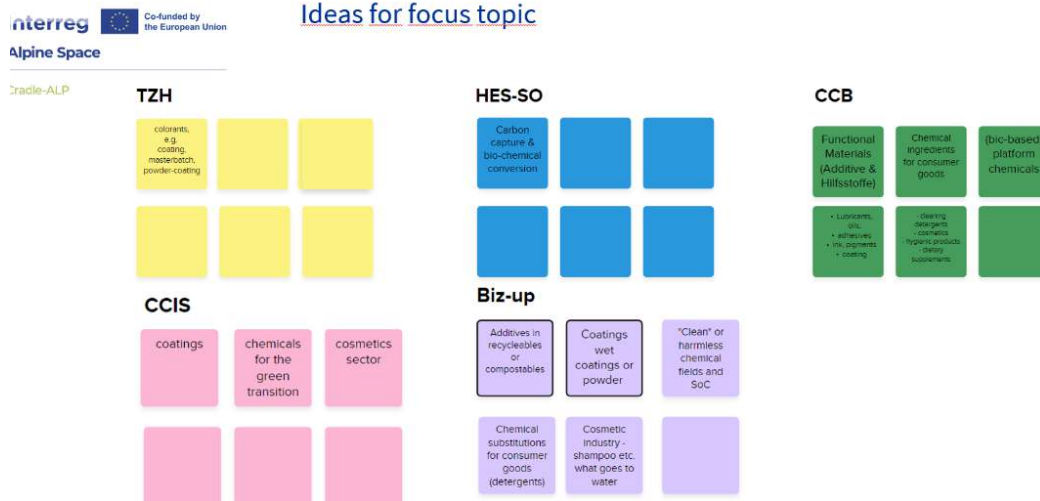 Interreg
Co-funded by
the European Union
Ideas for focus topic
Alpine Space
Cradle-ALP
TZH
colorants,
e.g.
coating,
masterbatch,
powder-coating
HES-SO
Carbon
capture &
bio-chemical
conversion
CCB
Functional
Materials
(Additive &
Hilfsstoffe)
Chemical
ingredients
for consumer
goods
(bio-based)
platform
chemicals
• Lubricants,
oils,
• adhesives
• ink, pigments
• coating
- cleaning
detergents
- cosmetics
- hygienic products
- dietary
supplements
CCIS
coatings
chemicals
for the
green
transition
cosmetics
sector
Biz-up
Additives in
recycleables
or
compostables
Coatings
wet
coatings or
powder
"Clean" or
harmless
chemical
fields and
SoC
Chemical
substitutions
for consumer
goods
(detergents)
Cosmetic
industry -
shampoo etc.
what goes to
water